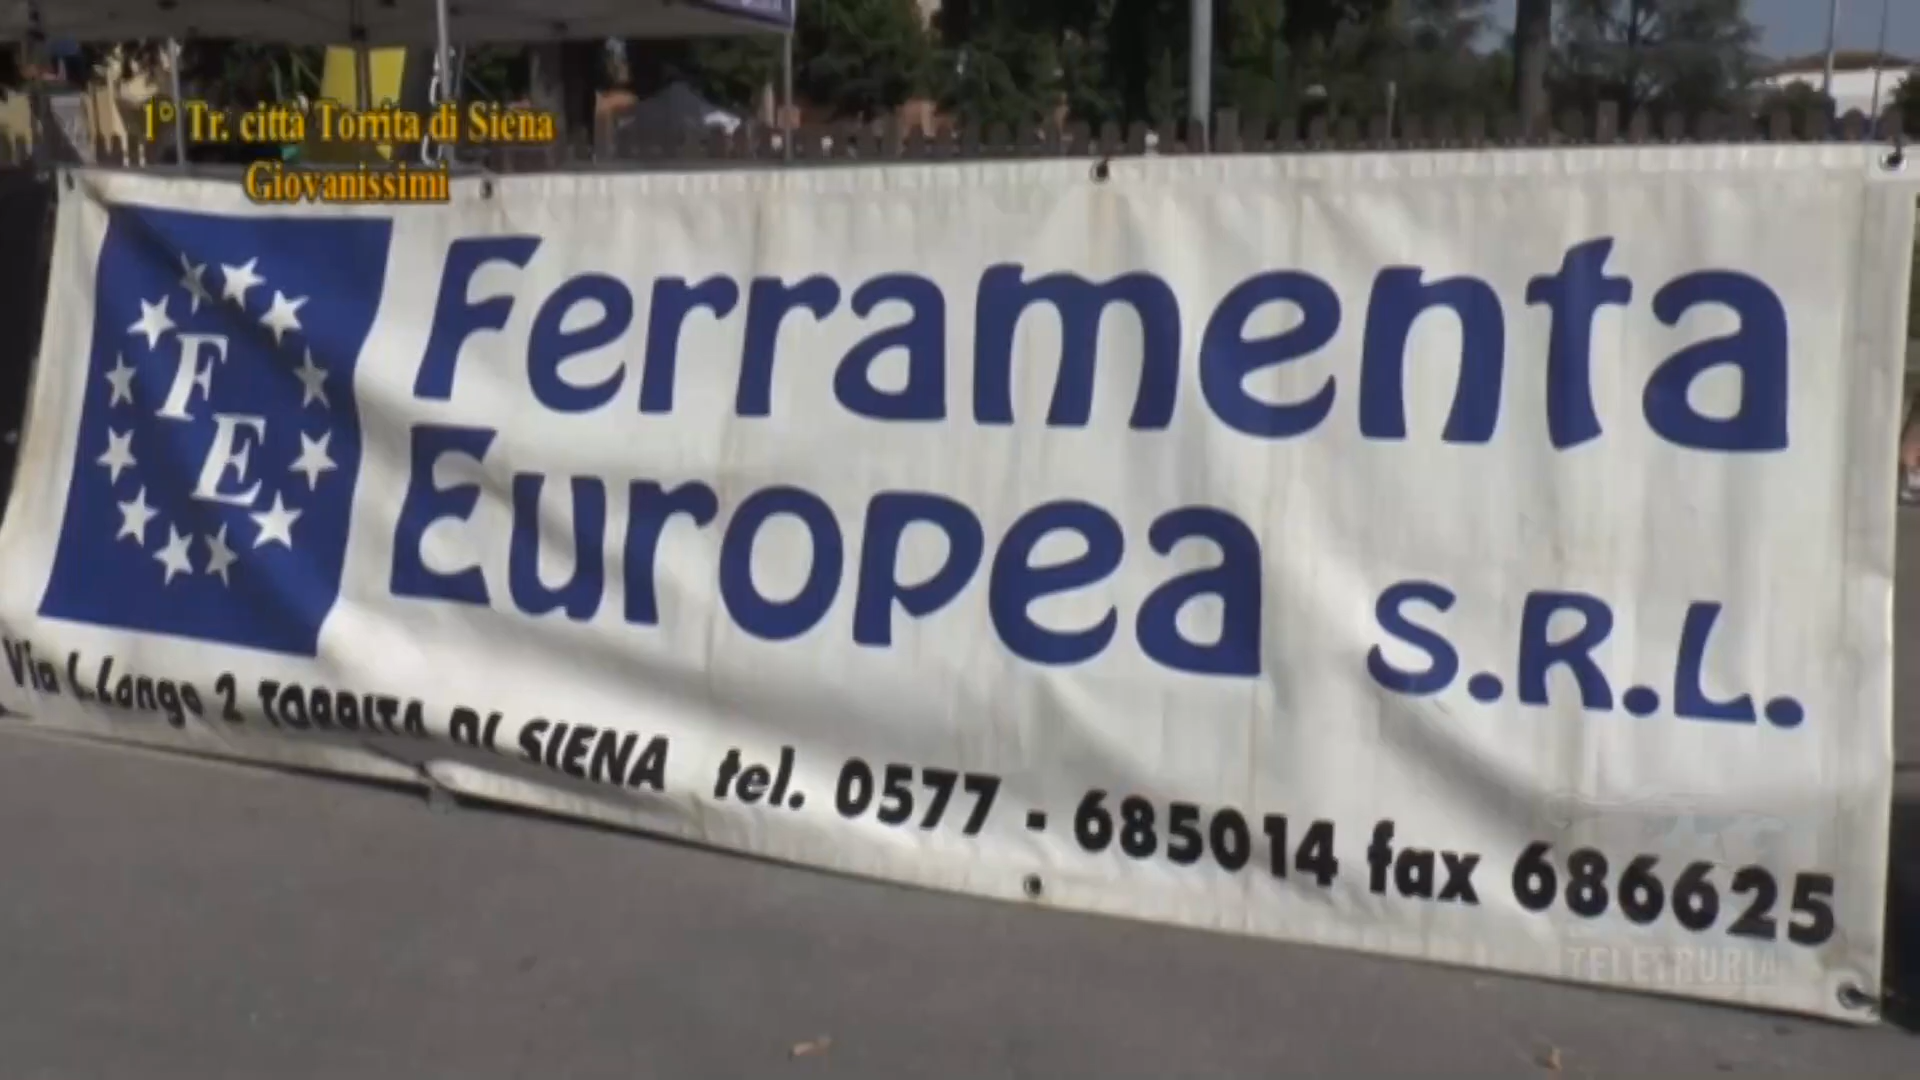 1° Tr. città Torrita di Siena
Giovanissimi
F
E
Ferramenta
Europea S.R.L.
Via L.Longo 2 TORRITA DI SIENA tel. 0577 - 685014 fax 686625
TELETRURIA